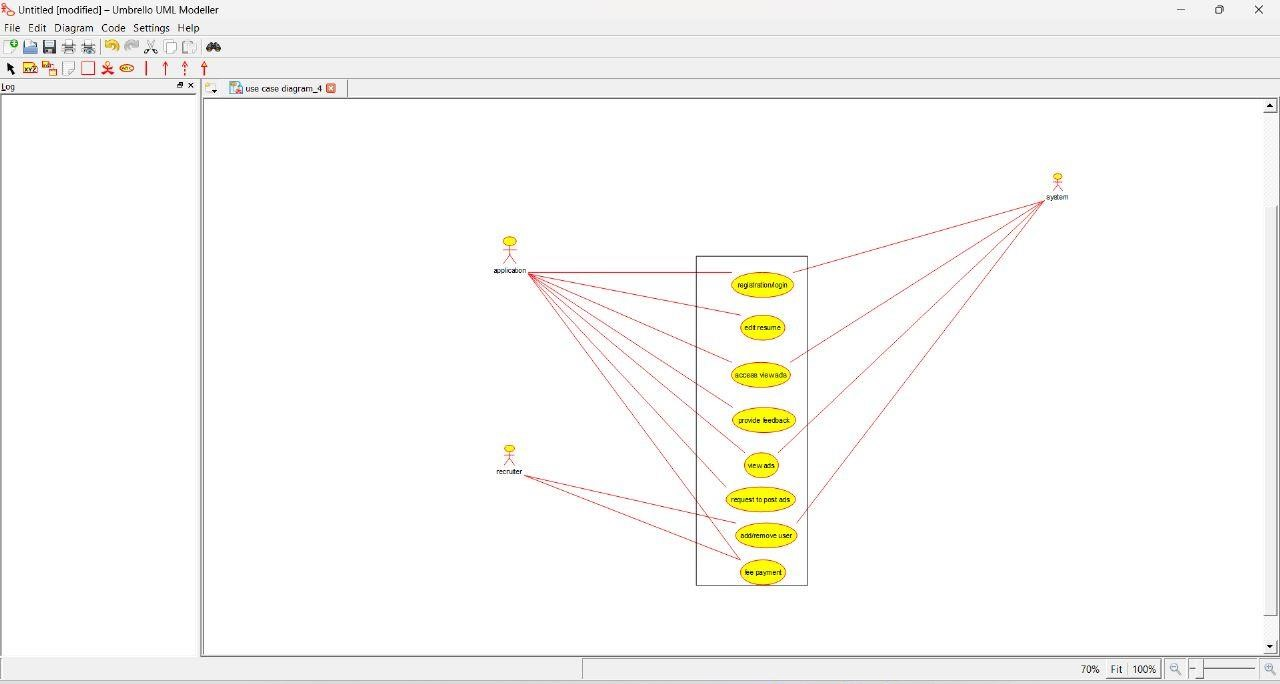 Untitled [modified] – Umbrello UML Modeller
File Edit Diagram Code Settings Help
Log
use case diagram_4
system
application
registration/login
edit resume
access view ads
provide feedback
recruiter
view ads
request to post ads
add/remove user
fee payment
70% Fit 100%